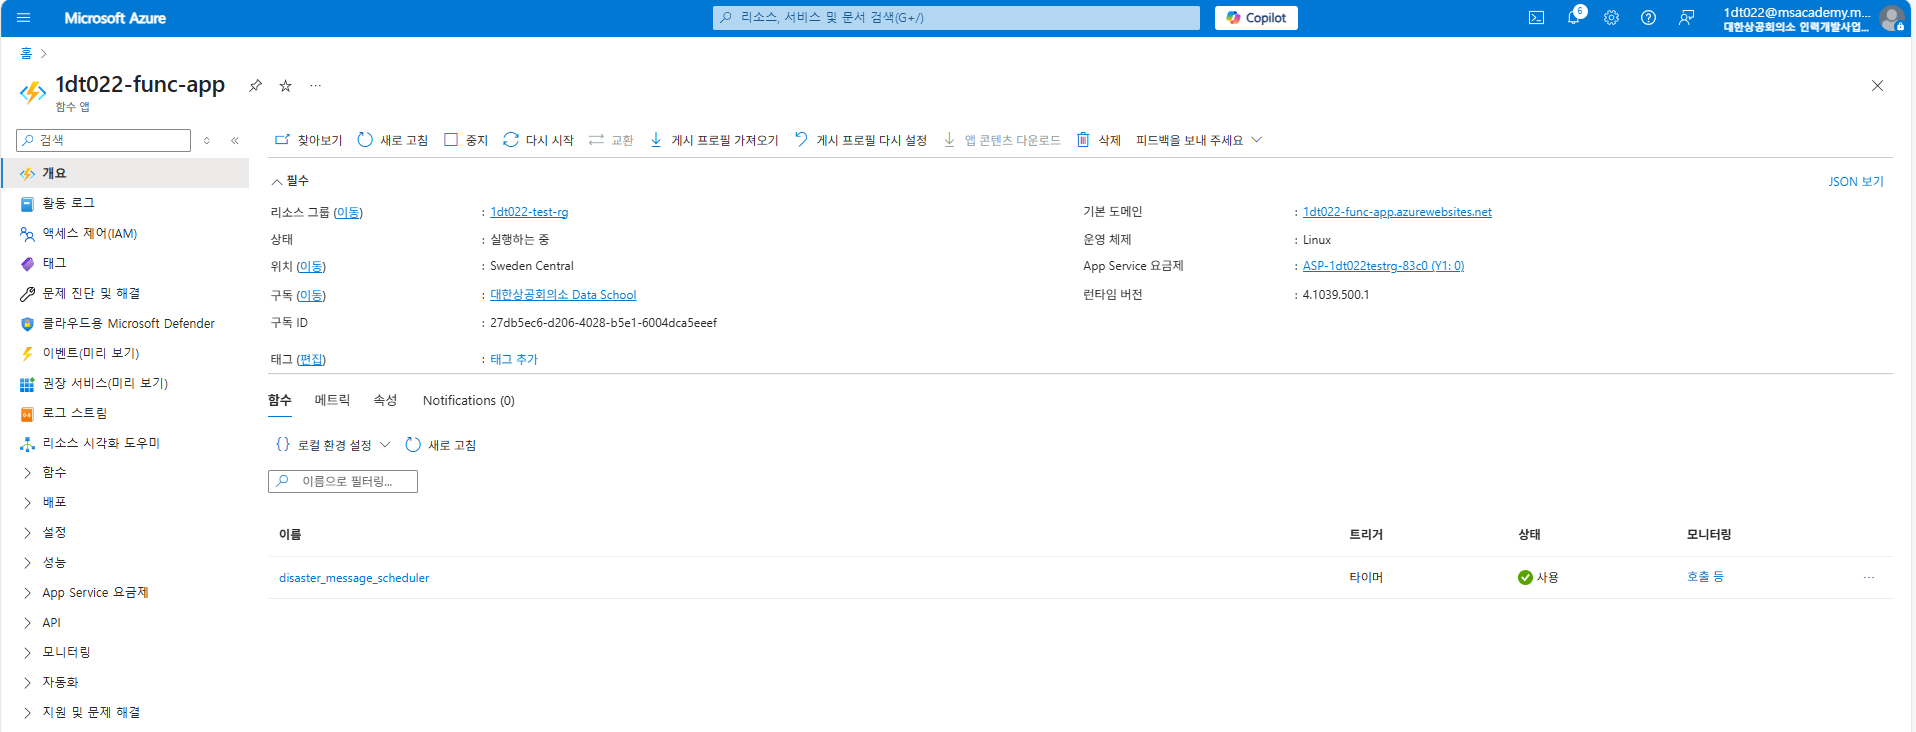 Microsoft Azure
리소스, 서비스 및 문서 검색(G+/)
Copilot
6
1dt022@msacademy.m...
대한상공회의소 인력개발사업...
홈
1dt022-func-app
함수 앱
검색
찾아보기 새로 고침 중지 다시 시작 교환 게시 프로필 가져오기 게시 프로필 다시 설정 앱 콘텐츠 다운로드 삭제 피드백을 보내 주세요
개요
활동 로그
액세스 제어(IAM)
태그
문제 진단 및 해결
클라우드용 Microsoft Defender
이벤트(미리 보기)
권장 서비스(미리 보기)
로그 스트림
리소스 시각화 도우미
함수
배포
설정
성능
App Service 요금제
API
모니터링
자동화
지원 및 문제 해결
필수
JSON 보기
리소스 그룹 (이동) : 1dt022-test-rg
상태 : 실행하는 중
위치 (이동) : Sweden Central
구독 (이동) : 대한상공회의소 Data School
구독 ID : 27db5ec6-d206-4028-b5e1-6004dca5eeef
태그 (편집) : 태그 추가
기본 도메인 : 1dt022-func-app.azurewebsites.net
운영 체제 : Linux
App Service 요금제 : ASP-1dt022testrg-83c0 (Y1: 0)
런타임 버전 : 4.1039.500.1
함수 메트릭 속성 Notifications (0)
로컬 환경 설정 새로 고침
이름으로 필터링...
이름 트리거 상태 모니터링
disaster_message_scheduler 타이머 사용 호출 등